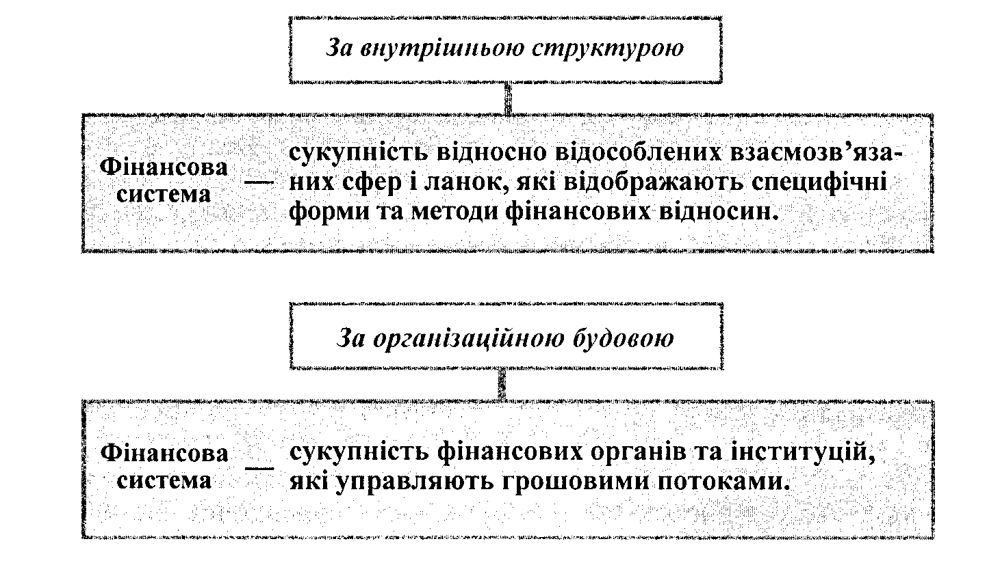 За внутрішньою структурою
Фінансова система — сукупність відносно відособлених взаємозв’яза-
них сфер і ланок, які відображають специфічні
форми та методи фінансових відносин.
За організаційною будовою
Фінансова система — сукупність фінансових органів та інституцій,
які управляють грошовими потоками.